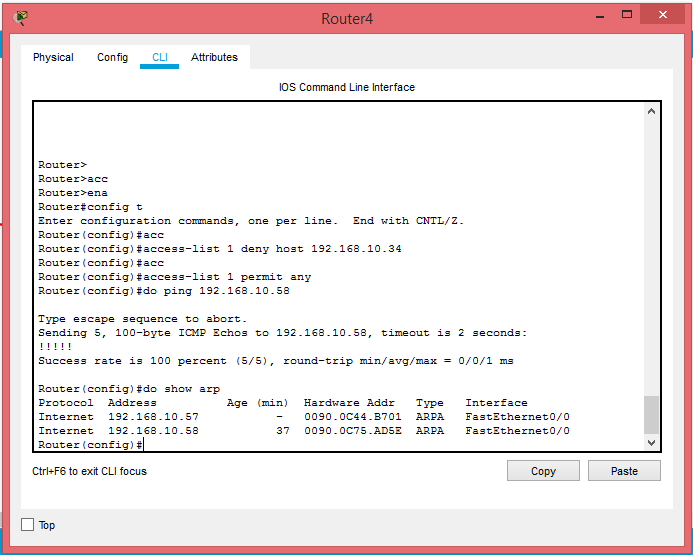 Router4
Physical Config CLI Attributes
IOS Command Line Interface
Router>
Router>acc
Router>ena
Router#config t
Enter configuration commands, one per line.  End with CNTL/Z.
Router(config)#acc
Router(config)#access-list 1 deny host 192.168.10.34
Router(config)#acc
Router(config)#access-list 1 permit any
Router(config)#do ping 192.168.10.58
Type escape sequence to abort.
Sending 5, 100-byte ICMP Echos to 192.168.10.58, timeout is 2 seconds:
!!!!!
Success rate is 100 percent (5/5), round-trip min/avg/max = 0/0/1 ms
Router(config)#do show arp
Protocol  Address          Age (min)  Hardware Addr   Type   Interface
Internet  192.168.10.57           -   0090.0C44.B701  ARPA   FastEthernet0/0
Internet  192.168.10.58           37  0090.0C75.AD5E  ARPA   FastEthernet0/0
Router(config)#
Ctrl+F6 to exit CLI focus
Copy Paste
Top